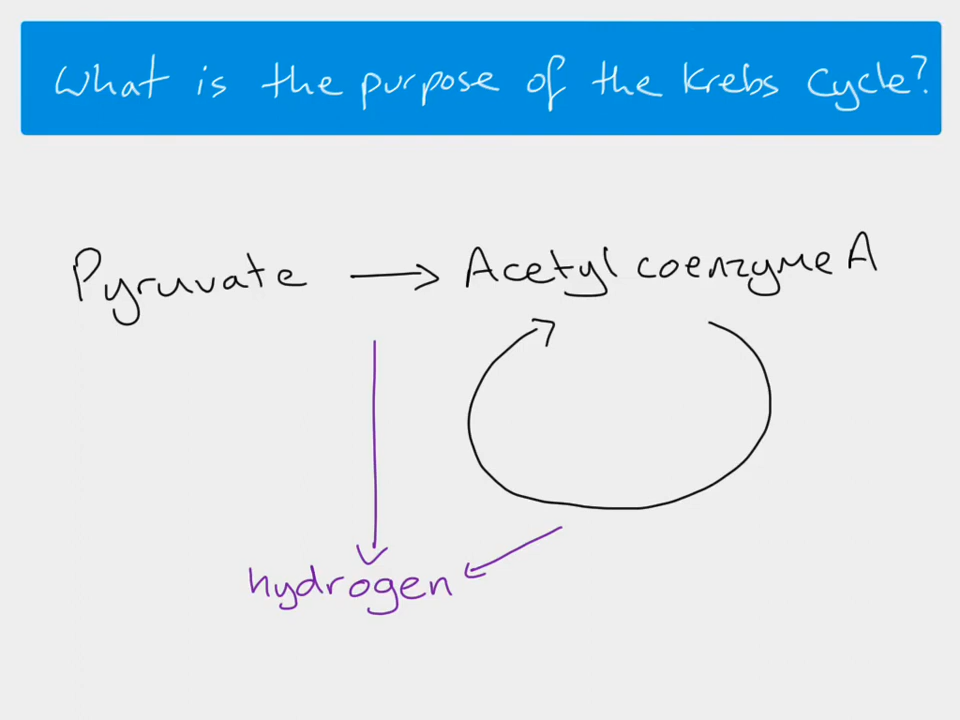 What is the purpose of the Krebs Cycle?
Pyruvate → Acetyl coenzyme A
hydrogen